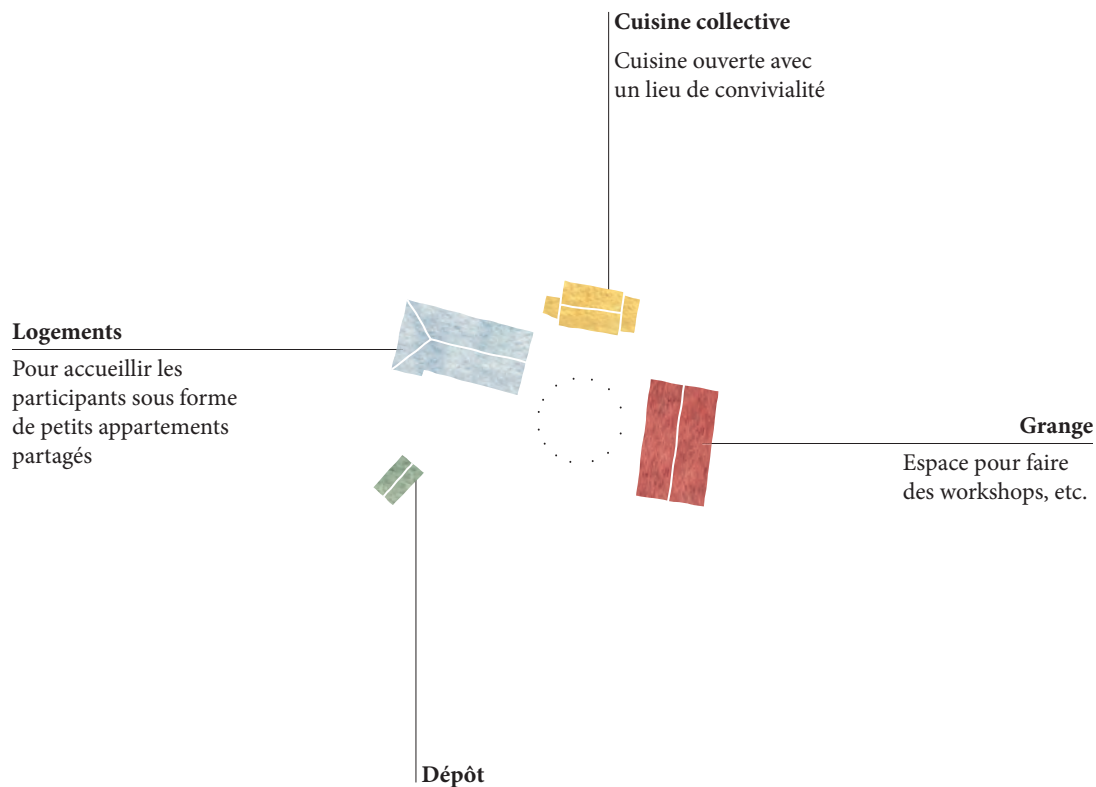 Cuisine collective
Cuisine ouverte avec
un lieu de convivialité
Logements
Pour accueillir les
participants sous forme
de petits appartements
partagés
Grange
Espace pour faire
des workshops, etc.
Dépôt